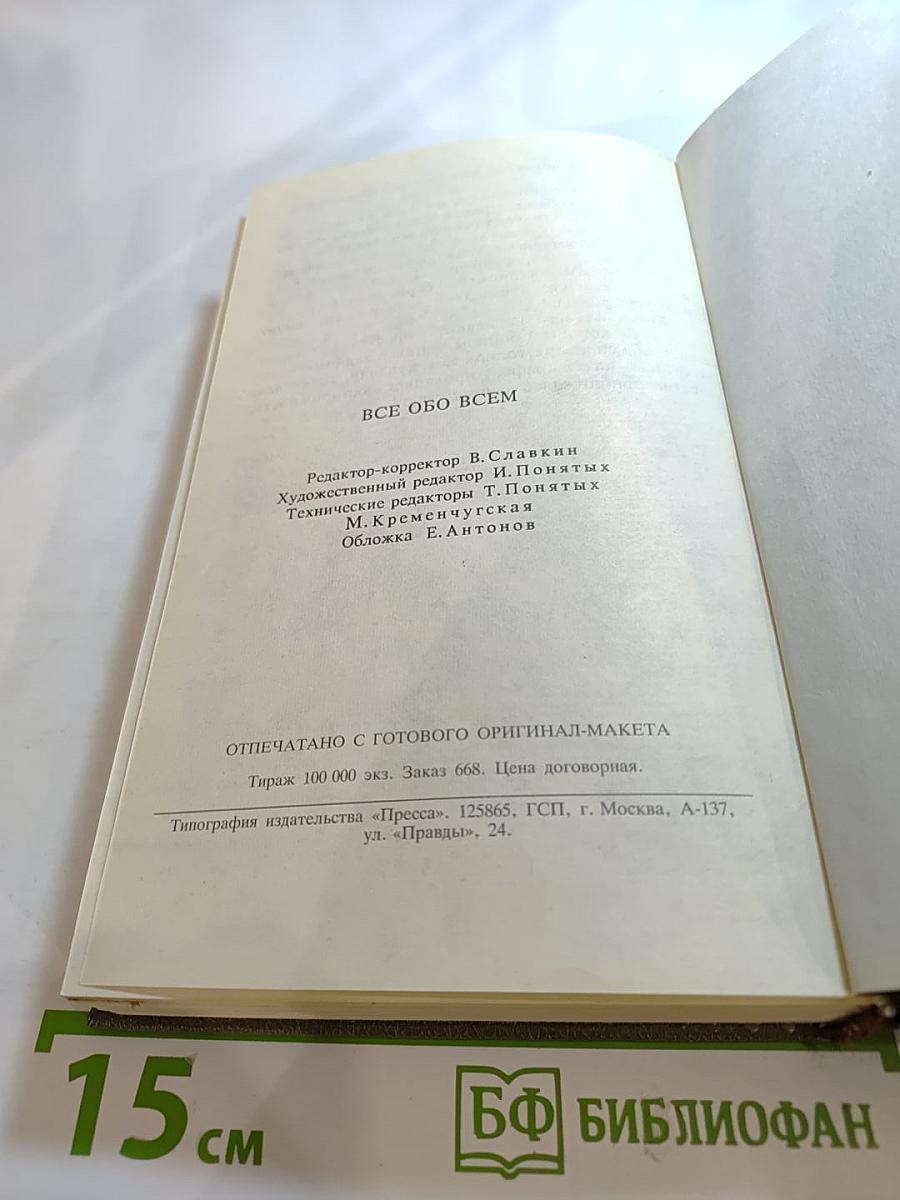 ВСЕ ОБО ВСЕМ
Редактор-корректор В. Славкин
Художественный редактор И. Понятых
Технические редакторы Т. Понятых
М. Кременчугская
Обложка Е. Антонов
ОТПЕЧАТАНО С ГОТОВОГО ОРИГИНАЛ-МАКЕТА
Тираж 100 000 экз. Заказ 668. Цена договорная.
Типография издательства «Пресса». 125865, ГСП, г. Москва, А-137,
ул. «Правды», 24.
15 см
БФ БИБЛИОФАН